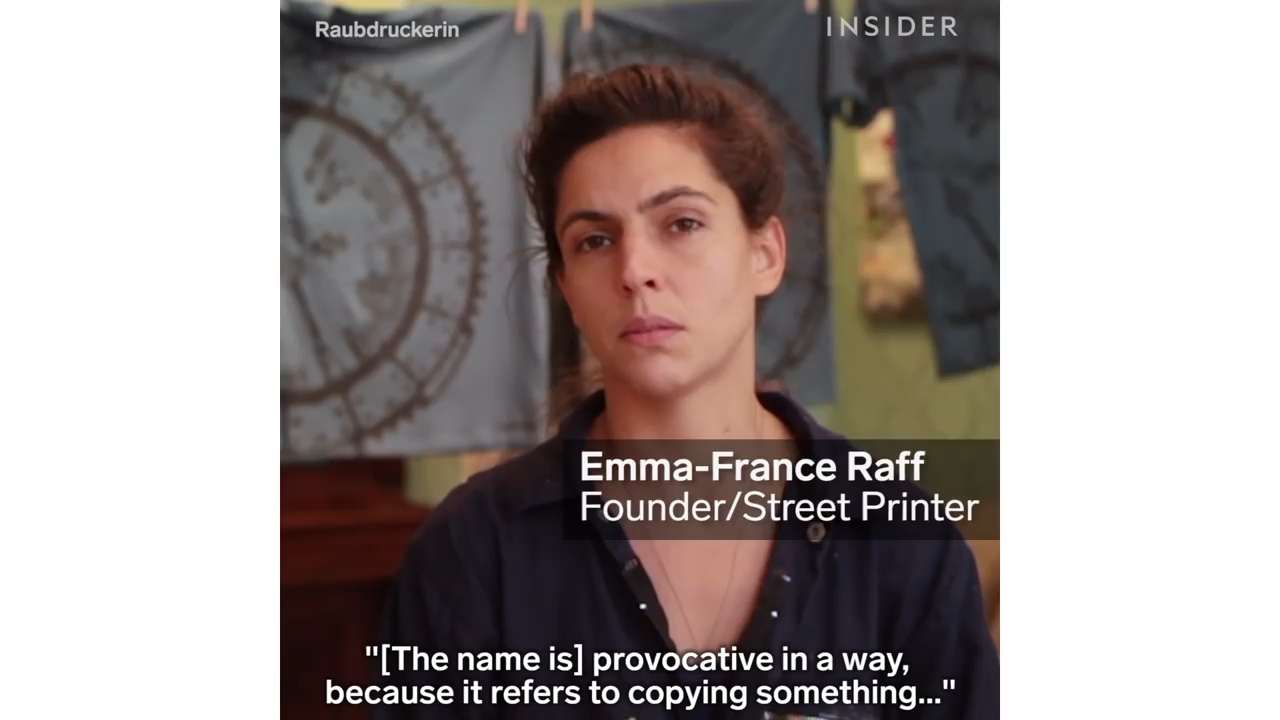 Raubdruckerin
INSIDER
Emma-France Raff
Founder/Street Printer
"[The name is] provocative in a way,
because it refers to copying something..."